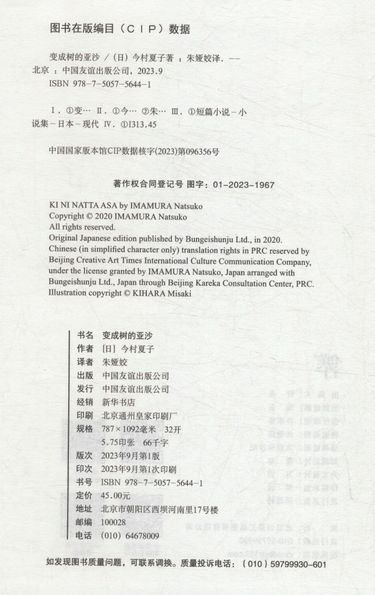 图书在版编目（CIP）数据
变成树的亚沙 /（日）今村夏子著；朱娅姣译. --
北京：中国友谊出版公司，2023.9
ISBN 978-7-5057-5644-1
Ⅰ. ①变… Ⅱ. ①今… ②朱… Ⅲ. ①短篇小说－小
说集－日本－现代 Ⅳ. ①I313.45
中国国家版本馆CIP数据核字(2023)第096356号
著作权合同登记号 图字：01-2023-1967
KI NI NATTA ASA by IMAMURA Natsuko
Copyright © 2020 IMAMURA Natsuko
All rights reserved.
Original Japanese edition published by Bungeishunju Ltd., in 2020.
Chinese (in simplified character only) translation rights in PRC reserved by
Beijing Creative Art Times International Culture Communication Company,
under the license granted by IMAMURA Natsuko, Japan arranged with
Bungeishunju Ltd., Japan through Beijing Kareka Consultation Center, PRC.
Illustration copyright © KIHARA Misaki
书名 变成树的亚沙
作者 ［日］今村夏子
译者 朱娅姣
出版 中国友谊出版公司
发行 中国友谊出版公司
经销 新华书店
印刷 北京通州皇家印刷厂
规格 787×1092毫米 32开
5.75印张 66千字
版次 2023年9月第1版
印次 2023年9月第1次印刷
书号 ISBN 978-7-5057-5644-1
定价 45.00元
地址 北京市朝阳区西坝河南里17号楼
邮编 100028
电话 (010) 64678009
如发现图书质量问题，可联系调换。质量投诉电话：（010）59799930-601